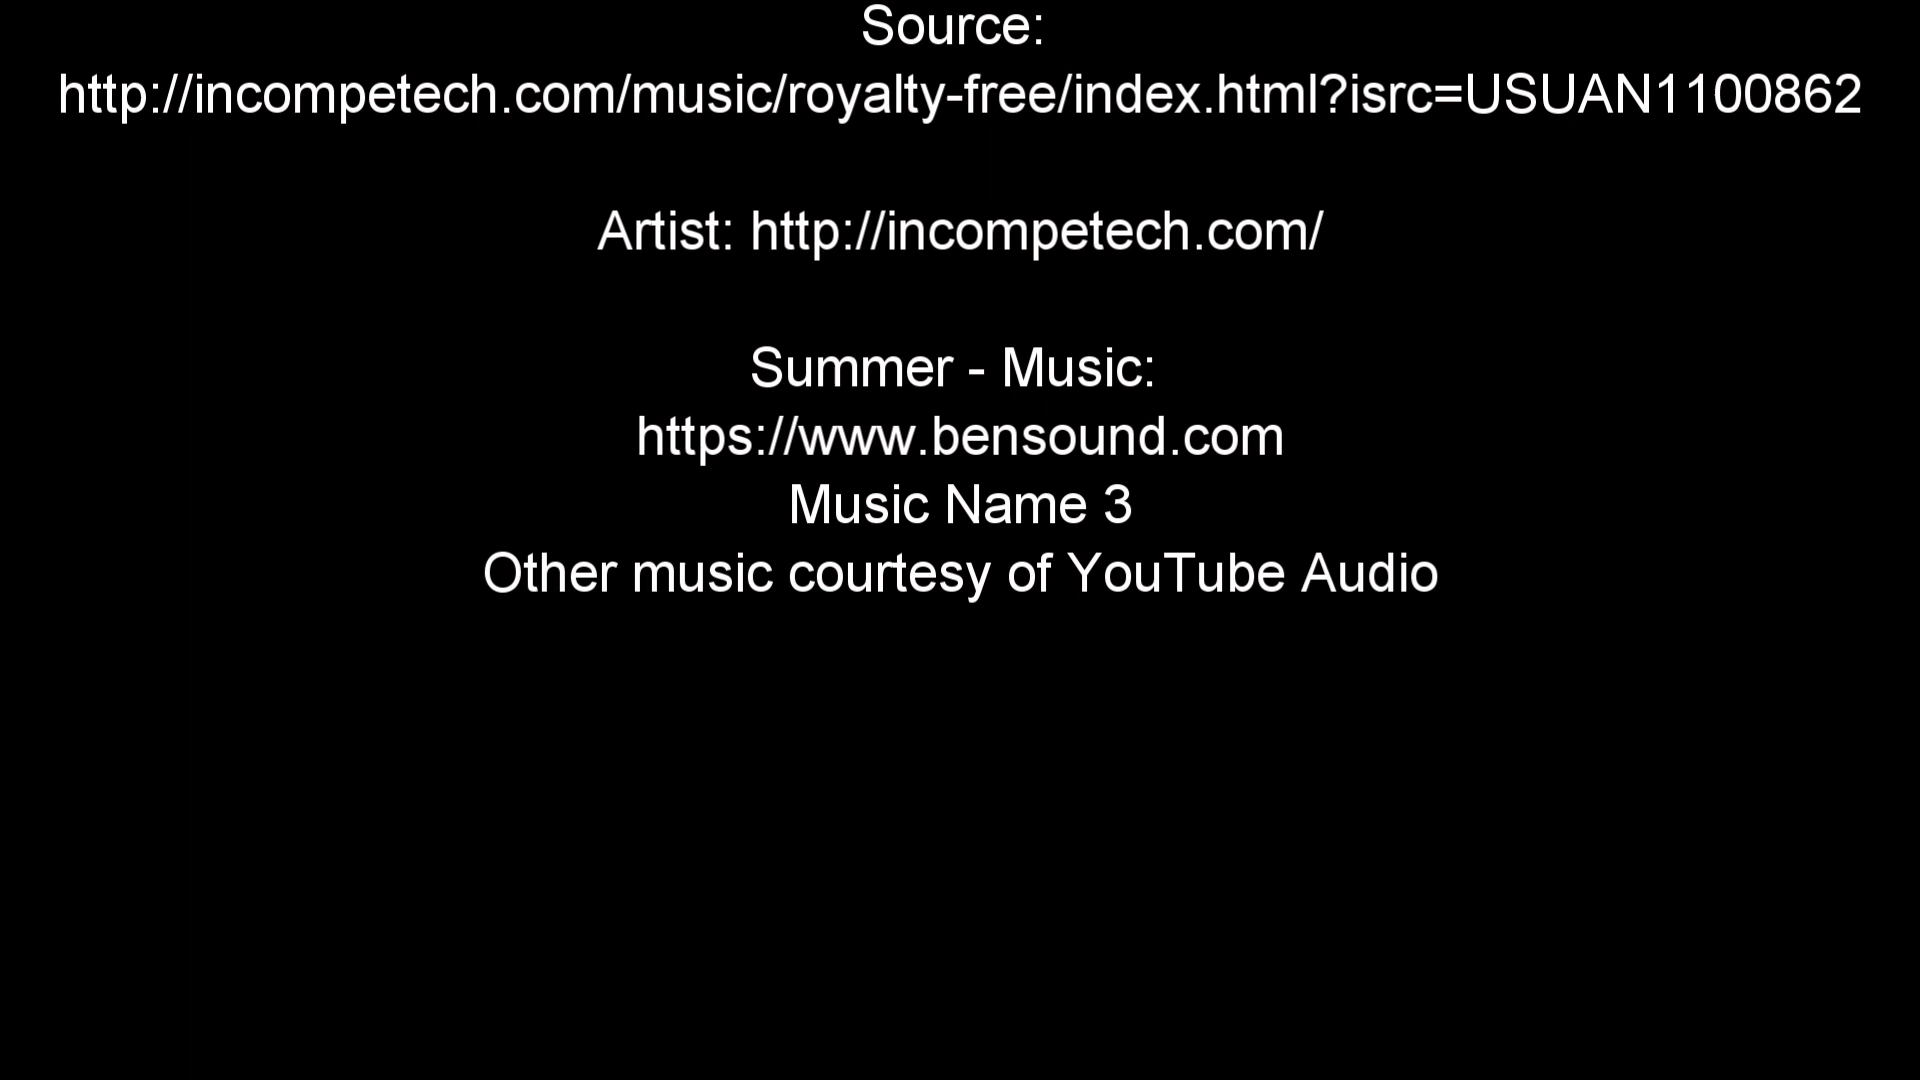 Source:
http://incompetech.com/music/royalty-free/index.html?isrc=USUAN1100862
Artist: http://incompetech.com/
Summer - Music:
https://www.bensound.com
Music Name 3
Other music courtesy of YouTube Audio